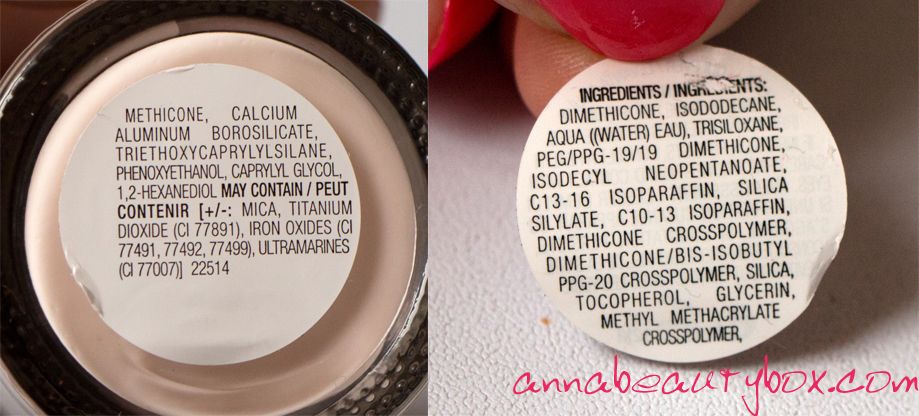 METHICONE, CALCIUM
ALUMINUM BOROSILICATE,
TRIETHOXYCAPRYLYLSILANE,
PHENOXYETHANOL, CAPRYLYL GLYCOL,
1,2-HEXANEDIOL MAY CONTAIN / PEUT
CONTENIR [+/-: MICA, TITANIUM
DIOXIDE (CI 77891), IRON OXIDES (CI
77491, 77492, 77499), ULTRAMARINES
(CI 77007)] 22514
INGREDIENTS / INGRÉDIENTS:
DIMETHICONE, ISODODECANE,
AQUA ((WATER) EAU), TRISILOXANE,
PEG/PPG-19/19 DIMETHICONE,
ISODECYL NEOPENTANOATE,
C13-16 ISOPARAFFIN, SILICA
SILYLATE, C10-13 ISOPARAFFIN,
DIMETHICONE CROSSPOLYMER,
DIMETHICONE/BIS-ISOBUTYL
PPG-20 CROSSPOLYMER, SILICA,
TOCOPHEROL, GLYCERIN,
METHYL METHACRYLATE
CROSSPOLYMER,
annabeautybox.com